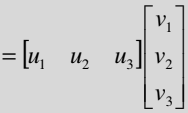 = [u₁ u₂ u₃] [v₁
v₂
v₃]